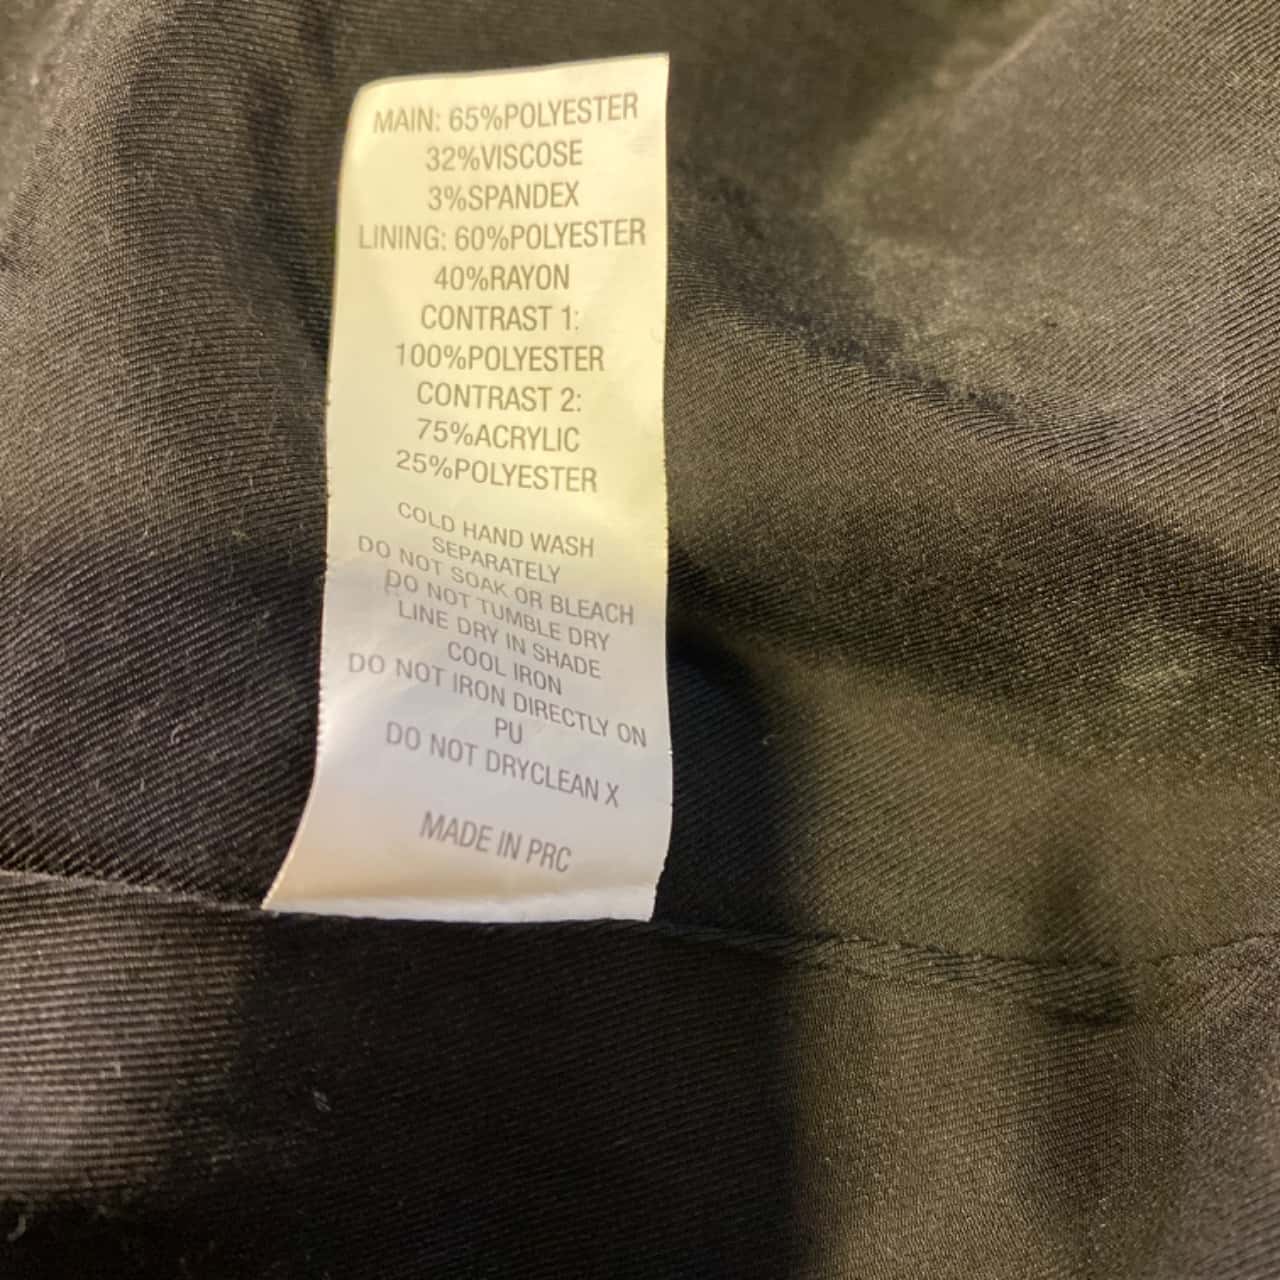 MAIN: 65%POLYESTER
32%VISCOSE
3%SPANDEX
LINING: 60%POLYESTER
40%RAYON
CONTRAST 1:
100%POLYESTER
CONTRAST 2:
75%ACRYLIC
25%POLYESTER
COLD HAND WASH
SEPARATELY
DO NOT SOAK OR BLEACH
DO NOT TUMBLE DRY
LINE DRY IN SHADE
COOL IRON
DO NOT IRON DIRECTLY ON
PU
DO NOT DRYCLEAN X
MADE IN PRC